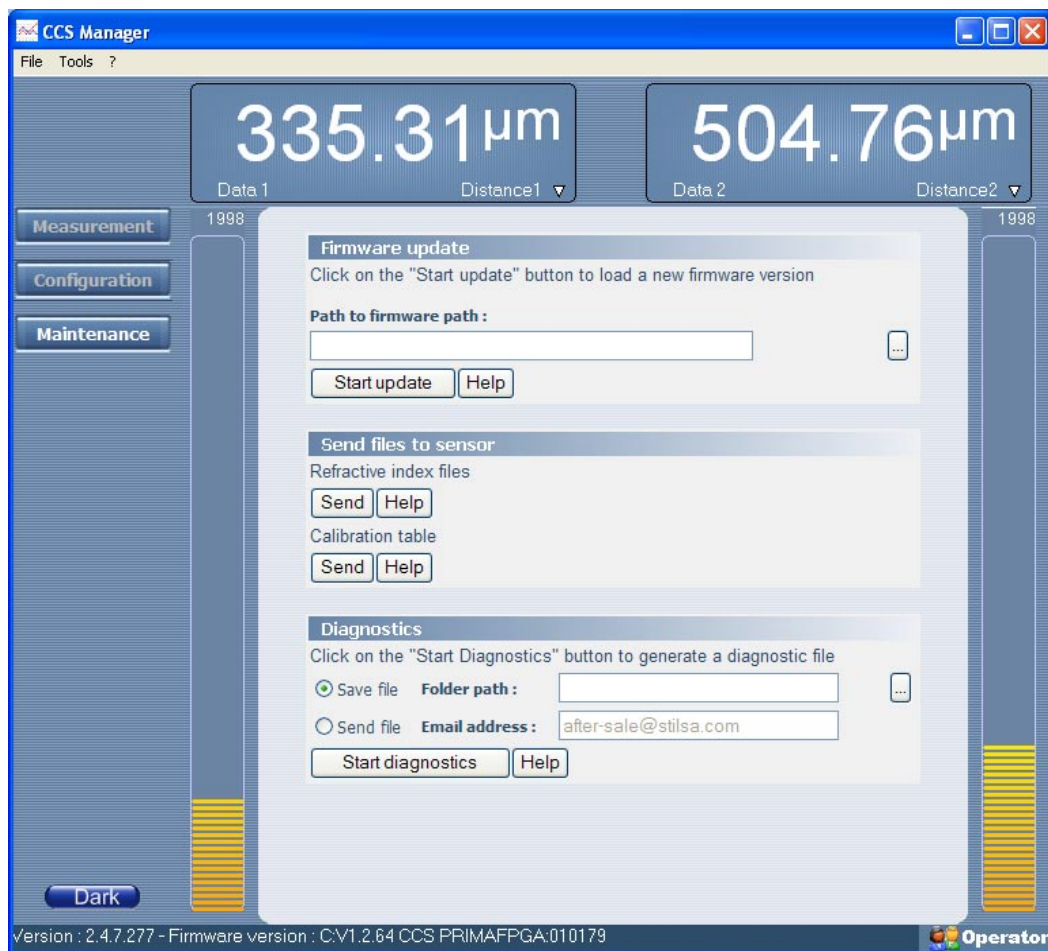 CCS Manager
File Tools ?
335.31µm
Data 1 Distance1
504.76µm
Data 2 Distance2
Measurement
Configuration
Maintenance
1998
1998
Firmware update
Click on the "Start update" button to load a new firmware version
Path to firmware path :
...
Start update Help
Send files to sensor
Refractive index files
Send Help
Calibration table
Send Help
Diagnostics
Click on the "Start Diagnostics" button to generate a diagnostic file
Save file Folder path : ...
Send file Email address : after-sale@stilsa.com
Start diagnostics Help
Dark
Version : 2.4.7.277 - Firmware version : C:V1.2.64 CCS PRIMAFPGA:010179
Operator